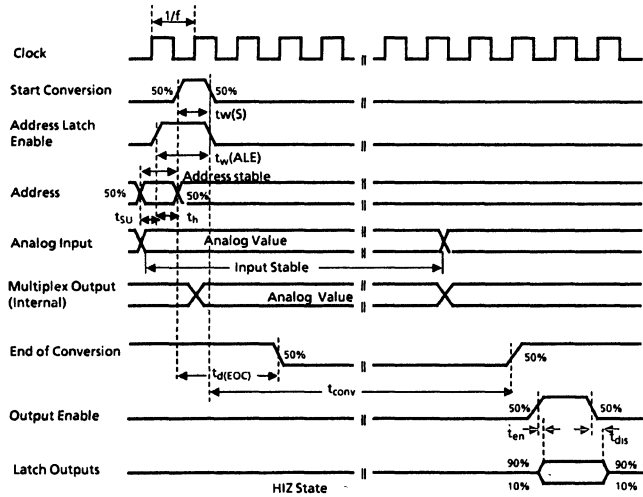 1/f
Clock
Start Conversion 50% 50%
tw(S)
Address Latch
Enable
tw(ALE)
Address stable
Address 50% 50%
tSU th
Analog Input Analog Value
Input Stable
Multiplex Output
(Internal) Analog Value
End of Conversion 50% 50%
td(EOC)
tconv
Output Enable 50% 50%
ten tdis
Latch Outputs 90% 90%
10% 10%
HIZ State